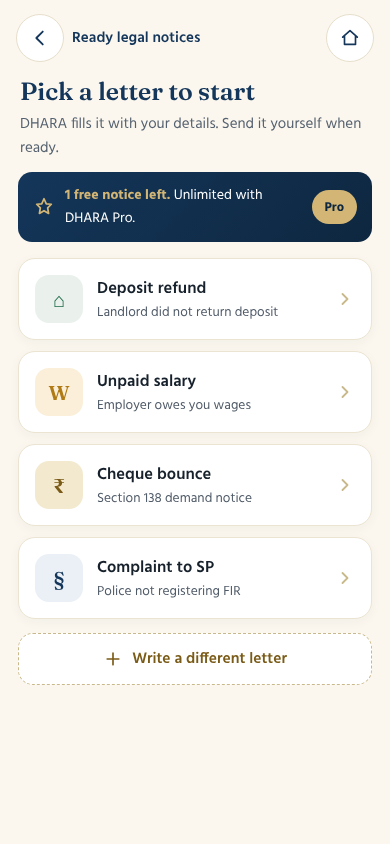 Ready legal notices
Pick a letter to start
DHARA fills it with your details. Send it yourself when
ready.
1 free notice left. Unlimited with
DHARA Pro.
Pro
Deposit refund
Landlord did not return deposit
W
Unpaid salary
Employer owes you wages
₹
Cheque bounce
Section 138 demand notice
§
Complaint to SP
Police not registering FIR
Write a different letter